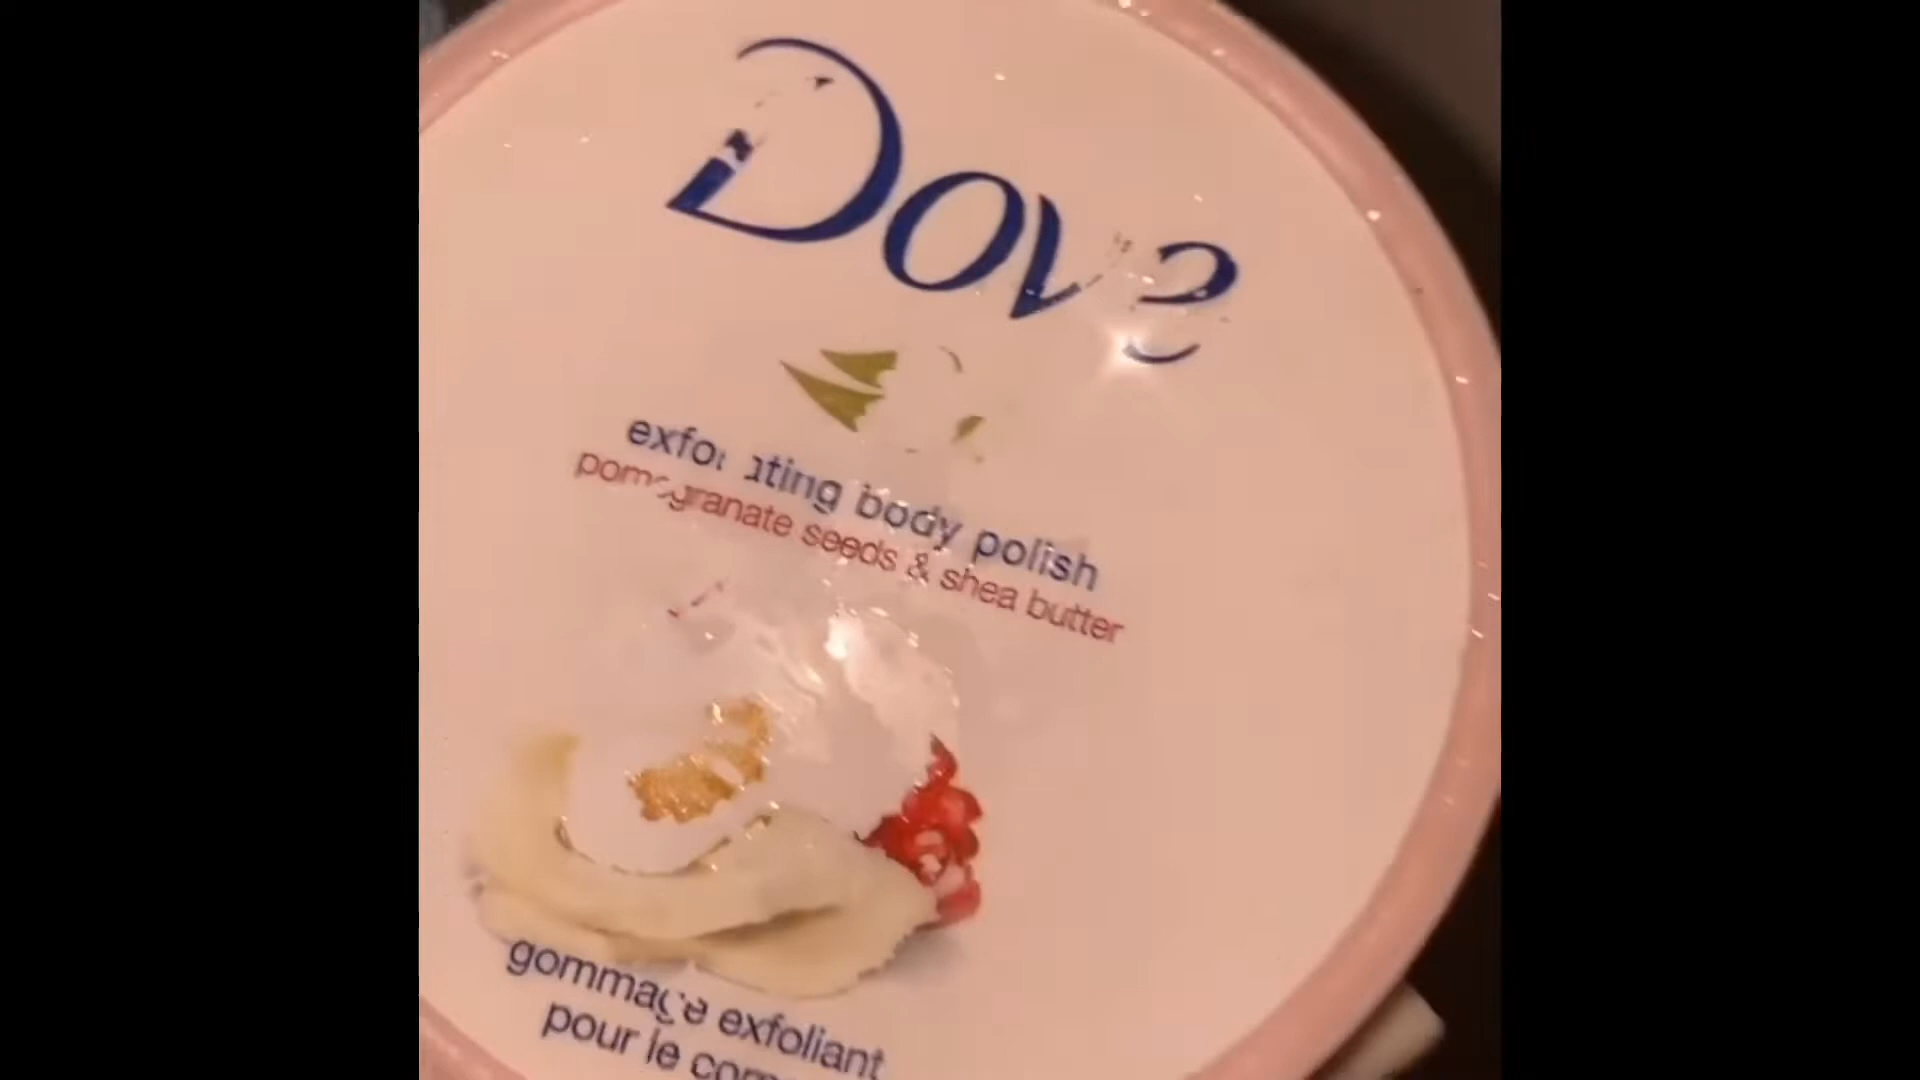 Dove
exfoliating body polish
pomegranate seeds & shea butter
gommage exfoliant
pour le